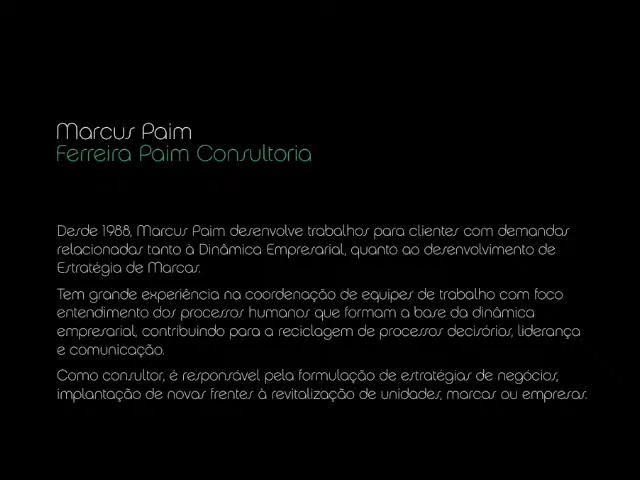 Marcus Paim
Ferreira Paim Consultoria
Desde 1988, Marcus Paim desenvolve trabalhos para clientes com demandas
relacionadas tanto à Dinâmica Empresarial, quanto ao desenvolvimento de
Estratégia de Marcas.
Tem grande experiência na coordenação de equipes de trabalho com foco
entendimento dos processos humanos que formam a base da dinâmica
empresarial, contribuindo para a reciclagem de processos decisórios, liderança
e comunicação.
Como consultor, é responsável pela formulação de estratégias de negócios,
implantação de novas frentes à revitalização de unidades, marcas ou empresas.